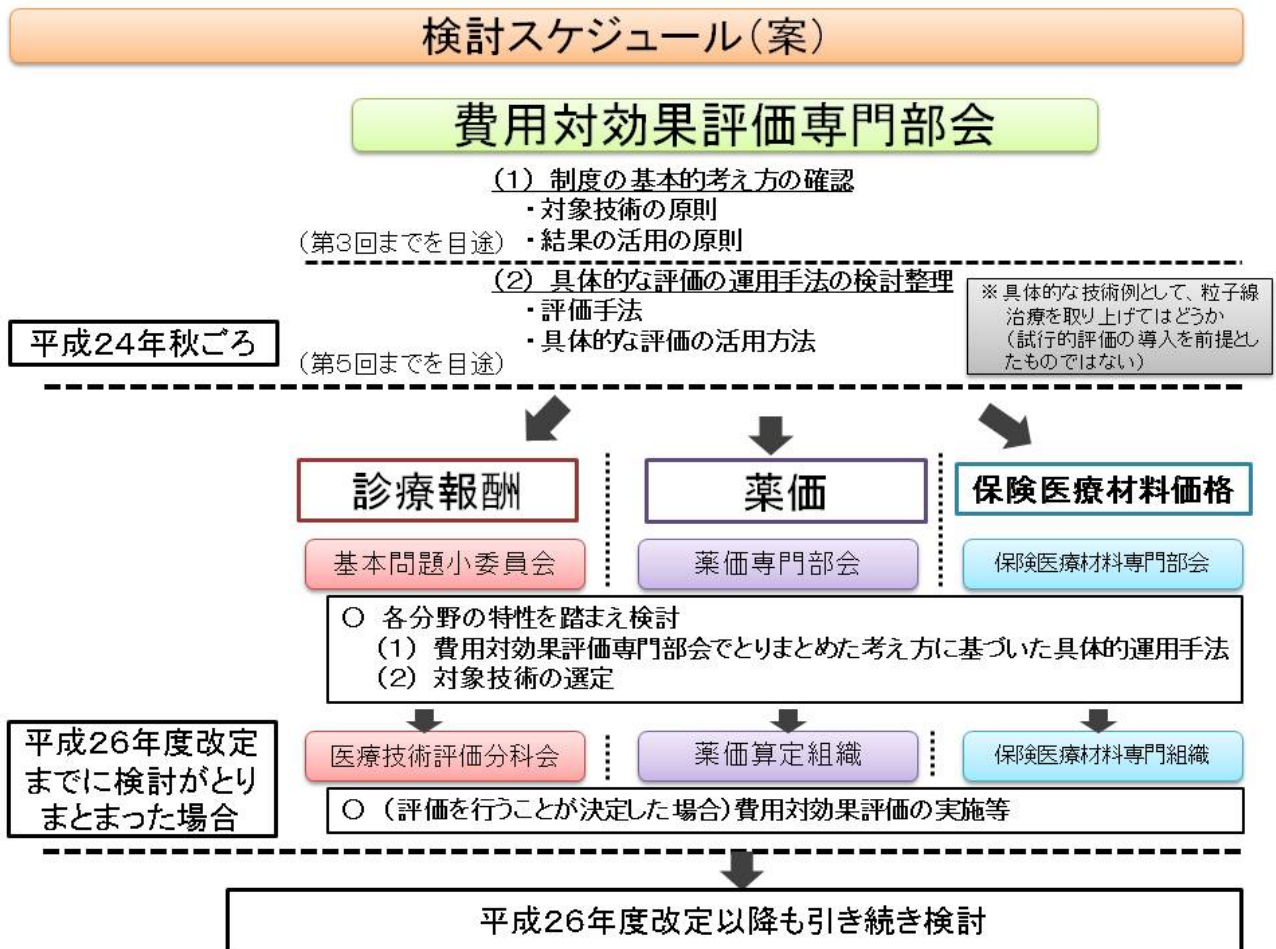 検討スケジュール（案）
費用対効果評価専門部会
（1）制度の基本的考え方の確認
・対象技術の原則
（第3回までを目途）・結果の活用の原則
（2）具体的な評価の運用手法の検討整理
・評価手法
・具体的な評価の活用方法
（第5回までを目途）
※具体的な技術例として、粒子線
治療を取り上げてはどうか
（試行的評価の導入を前提とし
たものではない）
平成24年秋ごろ
診療報酬
薬価
保険医療材料価格
基本問題小委員会
薬価専門部会
保険医療材料専門部会
○ 各分野の特性を踏まえ検討
（1）費用対効果評価専門部会でとりまとめた考え方に基づいた具体的運用手法
（2）対象技術の選定
平成26年度改定
までに検討がとり
まとまった場合
医療技術評価分科会
薬価算定組織
保険医療材料専門組織
○ （評価を行うことが決定した場合）費用対効果評価の実施等
平成26年度改定以降も引き続き検討